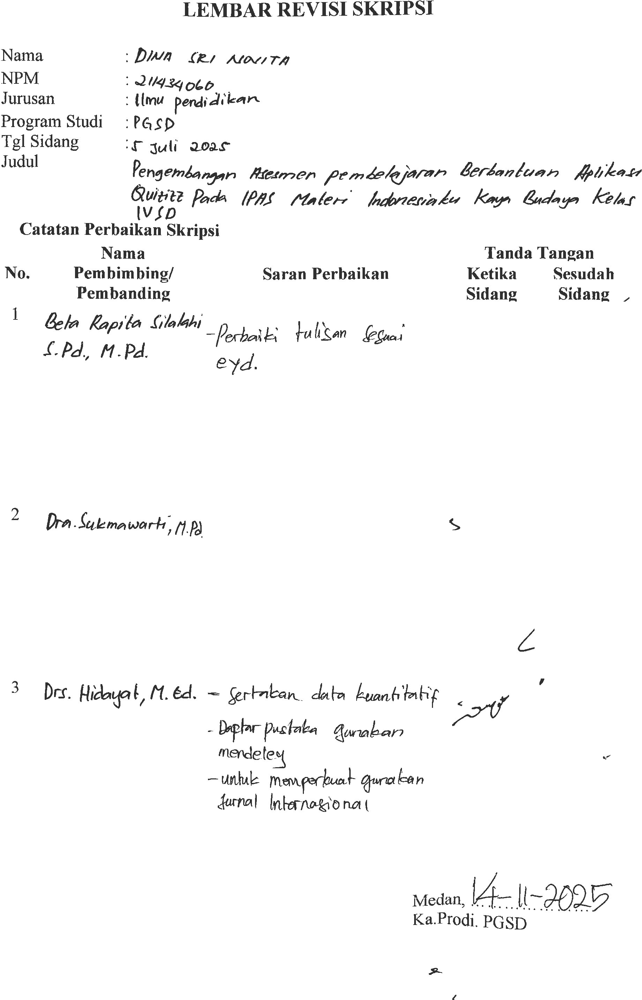 LEMBAR REVISI SKRIPSI
Nama : DINA SRI NOVITA
NPM : 211434060
Jurusan : Ilmu pendidikan
Program Studi : PGSD
Tgl Sidang : 5 Juli 2025
Judul Pengembangan Asesmen pembelajaran Berbantuan Aplikasi
Quitizz Pada IPAS Materi Indonesiaku Kaya Budaya Kelas
IV SD
Catatan Perbaikan Skripsi
Nama Tanda Tangan
No. Pembimbing/ Saran Perbaikan Ketika Sesudah
Pembanding Sidang Sidang
1 Beta Rapita Silalahi - Perbaiki tulisan sesuai
S.Pd., M.Pd. eyd.
2 Dra. Sukmawarti, M.Pd.
3 Drs. Hidayat, M.Ed. - Sertakan data kuantitatif
- Daptar pustaka gunakan
mendeley
- untuk memperkuat gunakan
Jurnal Internasional
Medan, 14-11-2025
Ka.Prodi. PGSD